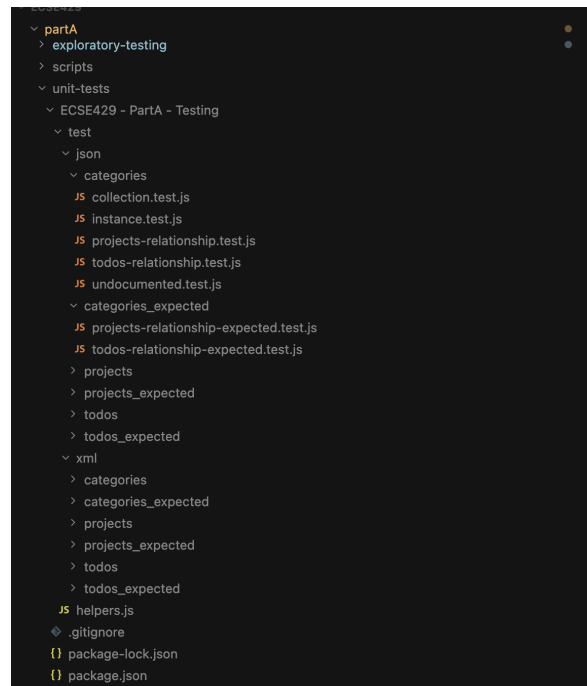 ECSE429
partA
exploratory-testing
scripts
unit-tests
ECSE429 - PartA - Testing
test
json
categories
JS collection.test.js
JS instance.test.js
JS projects-relationship.test.js
JS todos-relationship.test.js
JS undocumented.test.js
categories_expected
JS projects-relationship-expected.test.js
JS todos-relationship-expected.test.js
projects
projects_expected
todos
todos_expected
xml
categories
categories_expected
projects
projects_expected
todos
todos_expected
JS helpers.js
.gitignore
{} package-lock.json
{} package.json